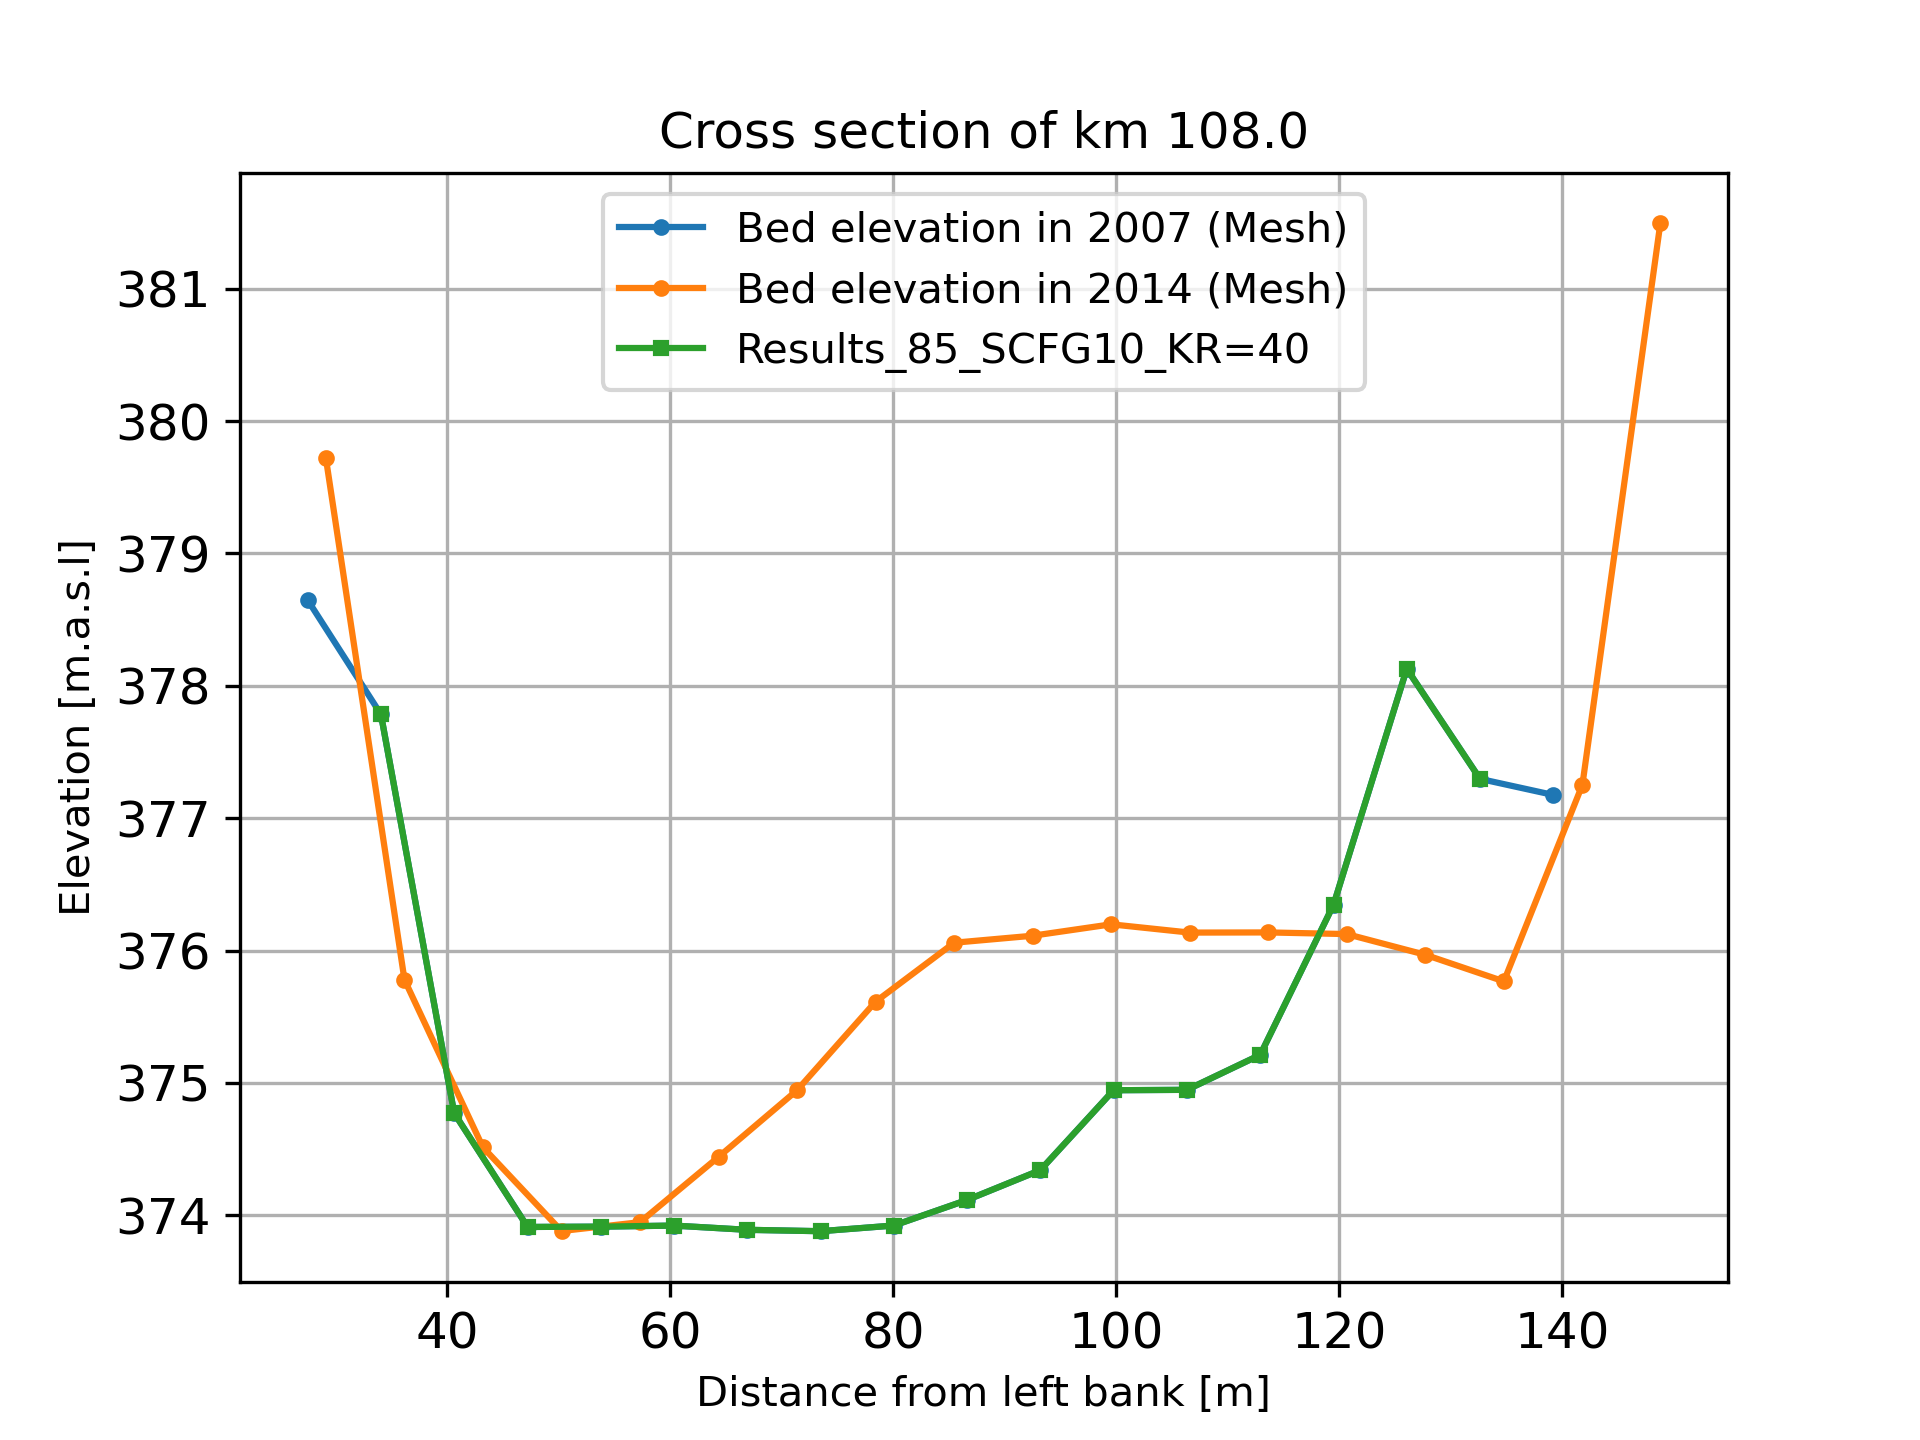 Cross section of km 108.0
Bed elevation in 2007 (Mesh)
Bed elevation in 2014 (Mesh)
Results_85_SCFG10_KR=40
Elevation [m.a.s.l]
381
380
379
378
377
376
375
374
40 60 80 100 120 140
Distance from left bank [m]